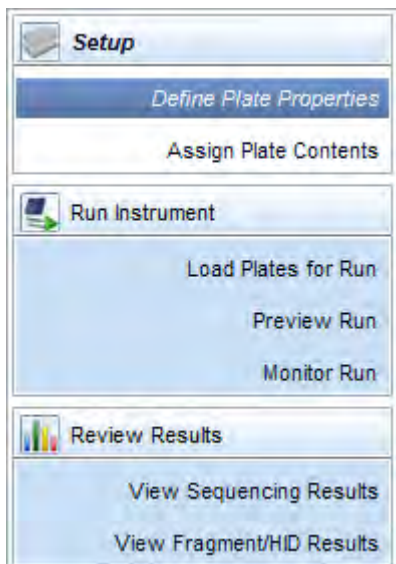 Setup
Define Plate Properties
Assign Plate Contents
Run Instrument
Load Plates for Run
Preview Run
Monitor Run
Review Results
View Sequencing Results
View Fragment/HID Results